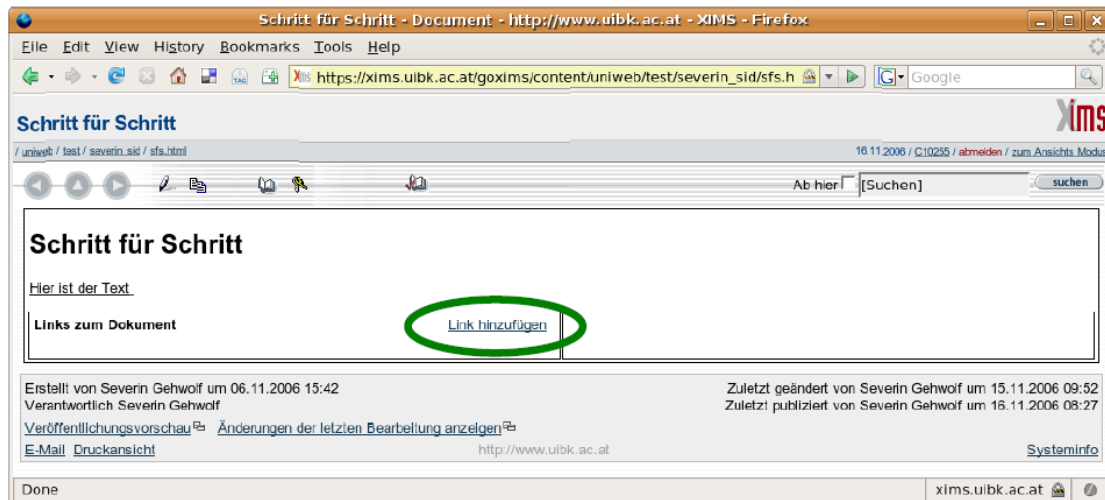 Schritt für Schritt - Document - http://www.uibk.ac.at - XIMS - Firefox
File Edit View History Bookmarks Tools Help
TAG Xims https://xims.uibk.ac.at/goxims/content/uniweb/test/severin_sid/sfs.h G Google
Schritt für Schritt Xims
/ uniweb / test / severin_sid / sfs.html 16.11.2006 / C10255 / abmelden / zum Ansichts Modus
Ab hier [Suchen] suchen
Schritt für Schritt
Hier ist der Text
Links zum Dokument Link hinzufügen
Erstellt von Severin Gehwolf um 06.11.2006 15:42 Zuletzt geändert von Severin Gehwolf um 15.11.2006 09:52
Verantwortlich Severin Gehwolf Zuletzt publiziert von Severin Gehwolf um 16.11.2006 08:27
Veröffentlichungsvorschau Änderungen der letzten Bearbeitung anzeigen
E-Mail Druckansicht http://www.uibk.ac.at Systeminfo
Done xims.uibk.ac.at